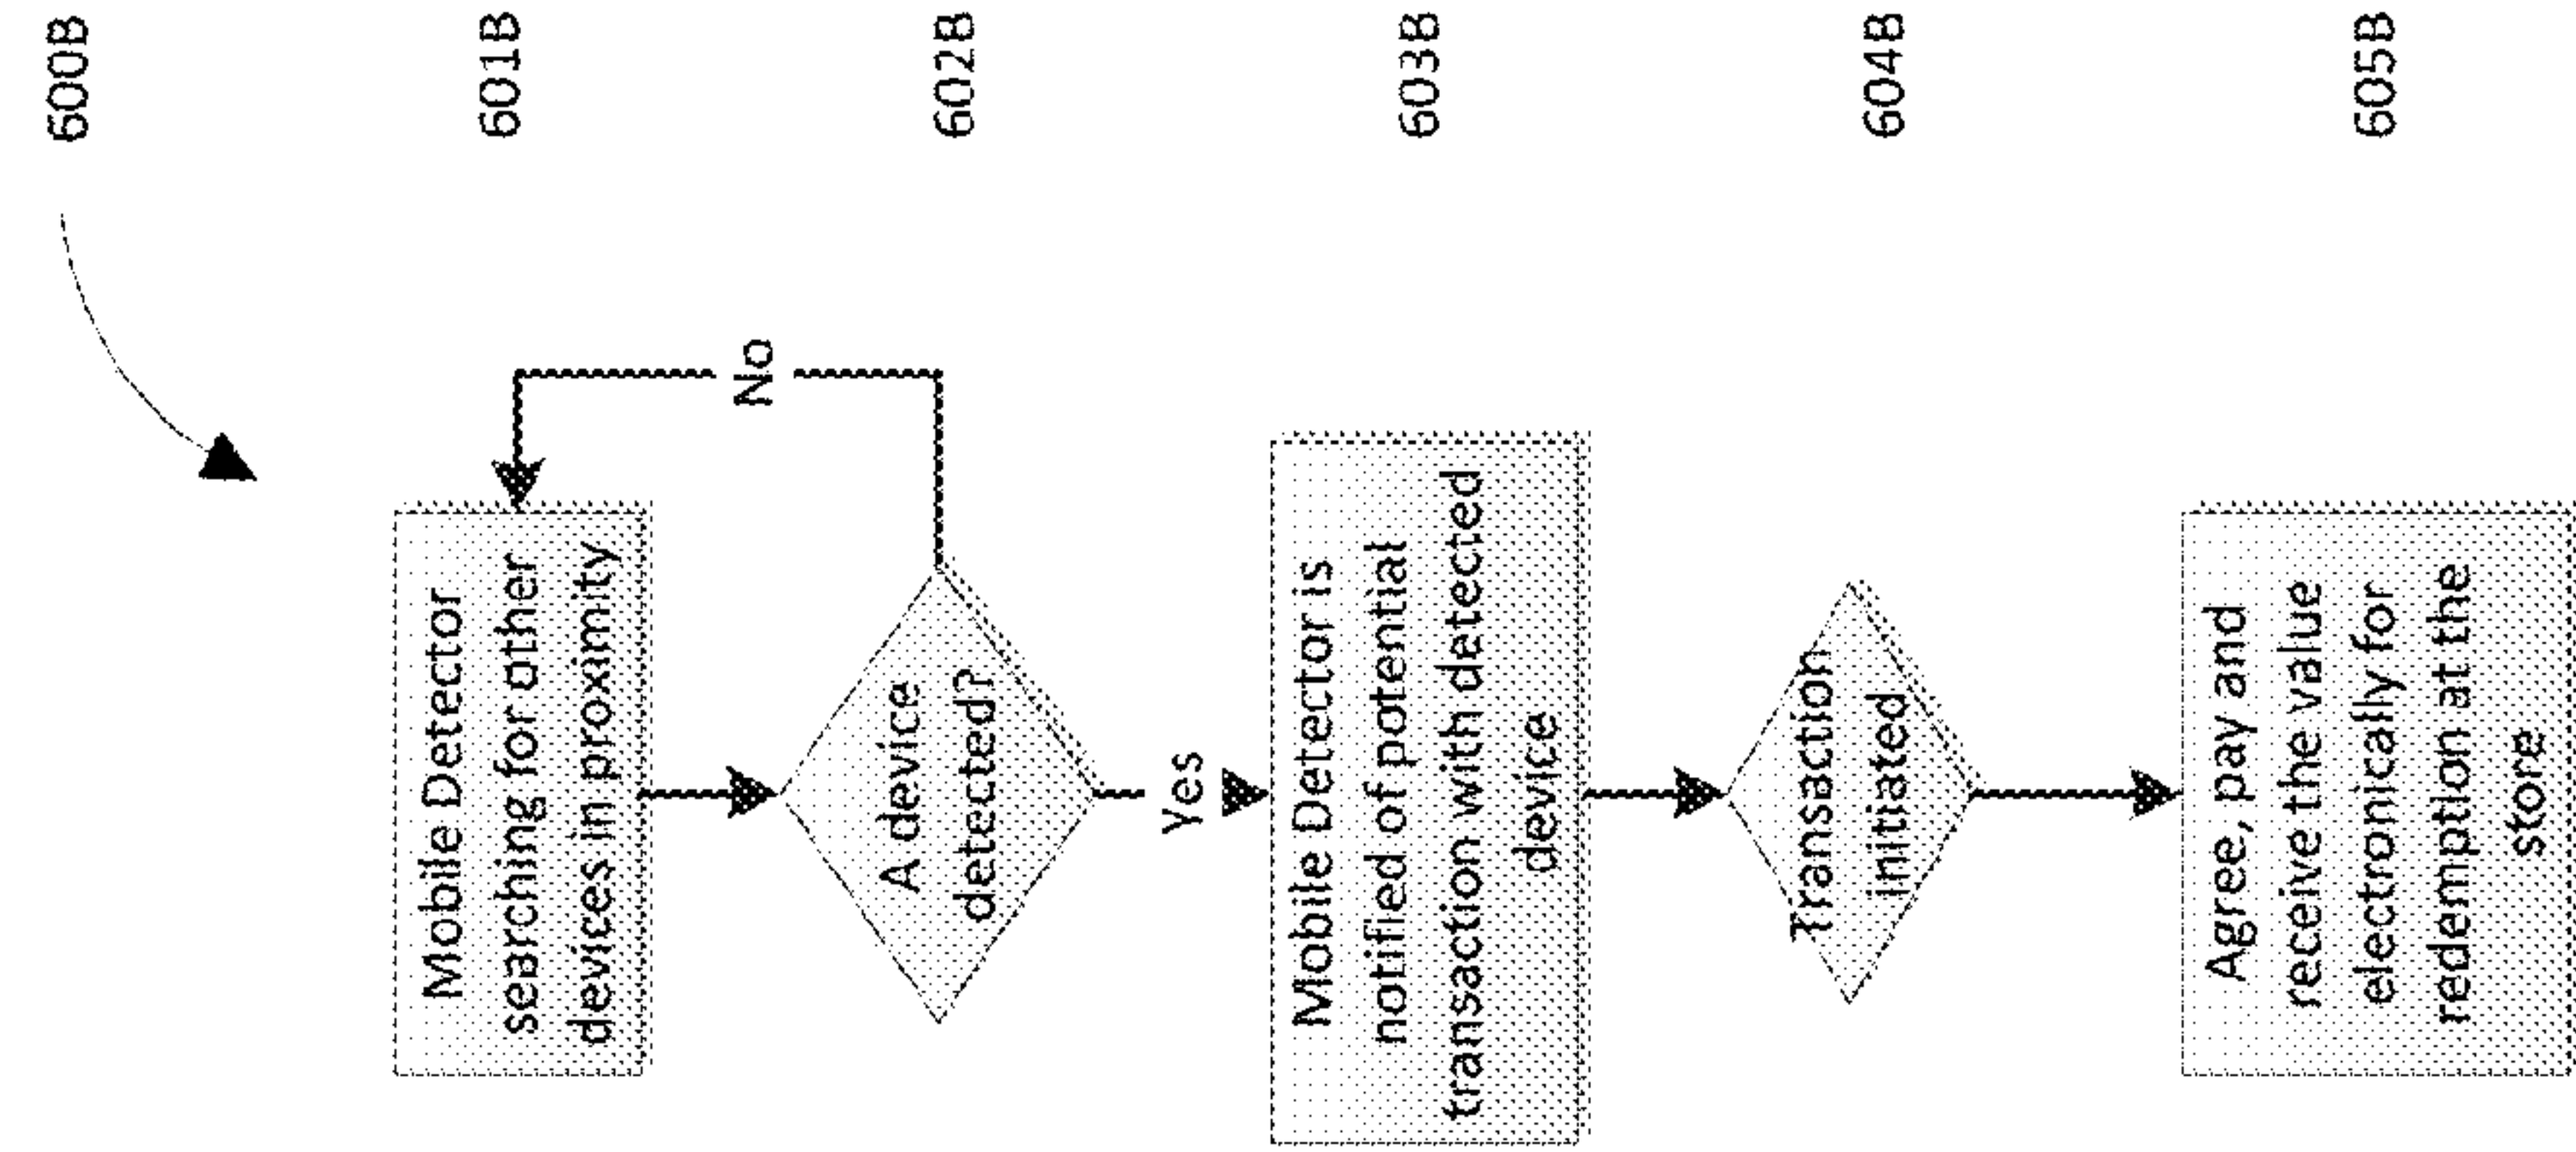 600B
601B
Mobile Detector
searching for other
devices in proximity
No
602B
A device
detected?
Yes
603B
Mobile Detector is
notified of potential
transaction with detected
device
604B
Transaction
initiated
605B
Agree, pay and
receive the value
electronically for
redemption at the
store